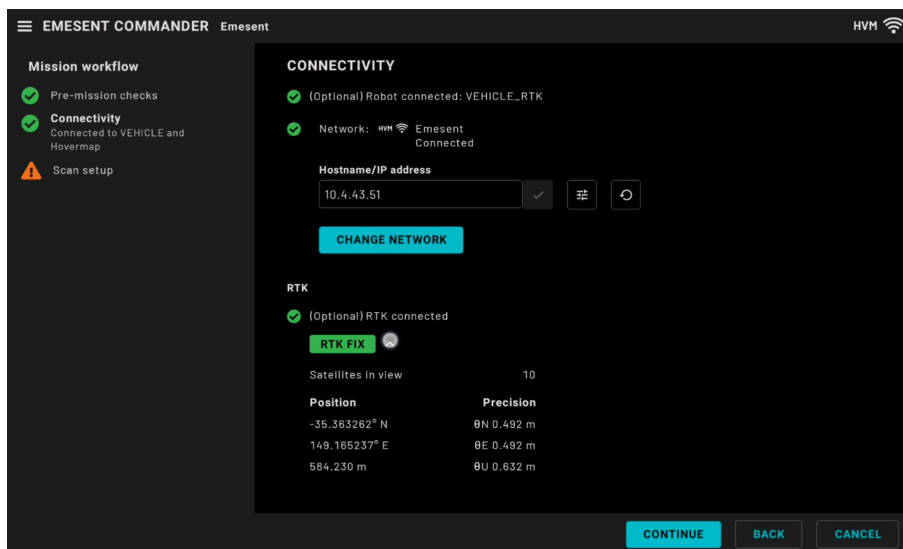 EMESENT COMMANDER Emesent
HVM
Mission workflow
Pre-mission checks
Connectivity
Connected to VEHICLE and
Hovermap
Scan setup
CONNECTIVITY
(Optional) Robot connected: VEHICLE_RTK
Network: HVM Emesent
Connected
Hostname/IP address
10.4.43.51
CHANGE NETWORK
RTK
(Optional) RTK connected
RTK FIX
Satellites in view 10
Position Precision
-35.363262° N θN 0.492 m
149.165237° E θE 0.492 m
584.230 m θU 0.632 m
CONTINUE BACK CANCEL